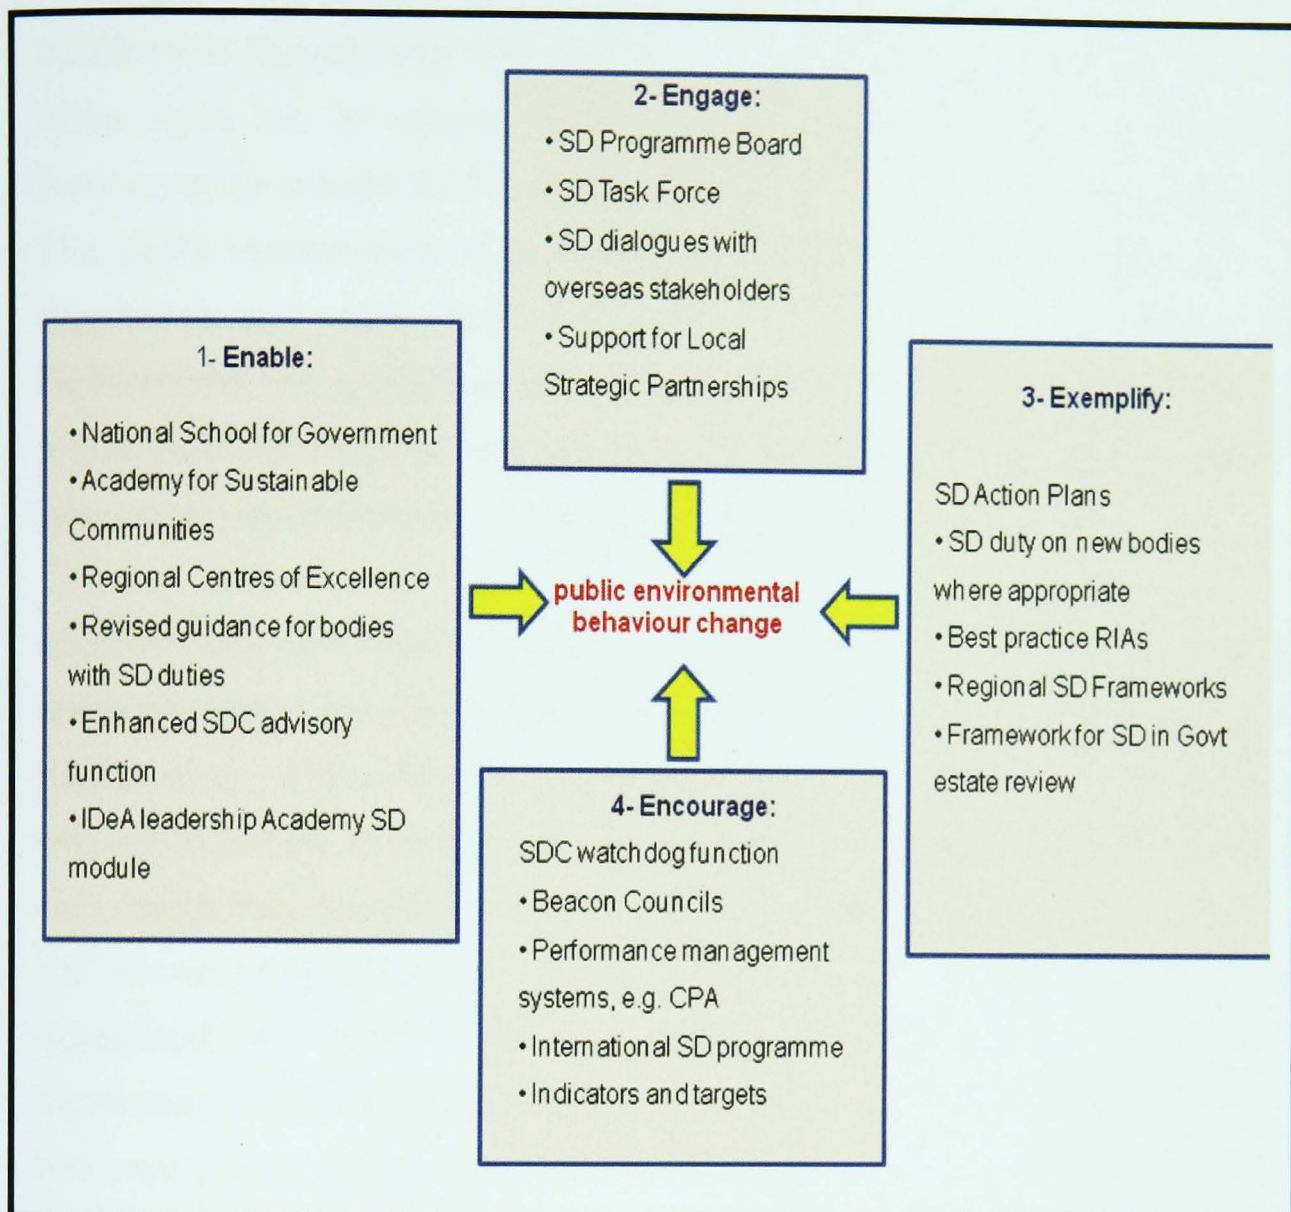 1- Enable:
• National School for Government
• Academy for Sustainable
Communities
• Regional Centres of Excellence
• Revised guidance for bodies
with SD duties
• Enhanced SDC advisory
function
• IDeA leadership Academy SD
module
2- Engage:
• SD Programme Board
• SD Task Force
• SD dialogues with
overseas stakeholders
• Support for Local
Strategic Partnerships
3- Exemplify:
SD Action Plans
• SD duty on new bodies
where appropriate
• Best practice RIAs
• Regional SD Frameworks
• Framework for SD in Govt
estate review
4- Encourage:
SDC watchdog function
• Beacon Councils
• Performance management
systems, e.g. CPA
• International SD programme
• Indicators and targets
public environmental
behaviour change